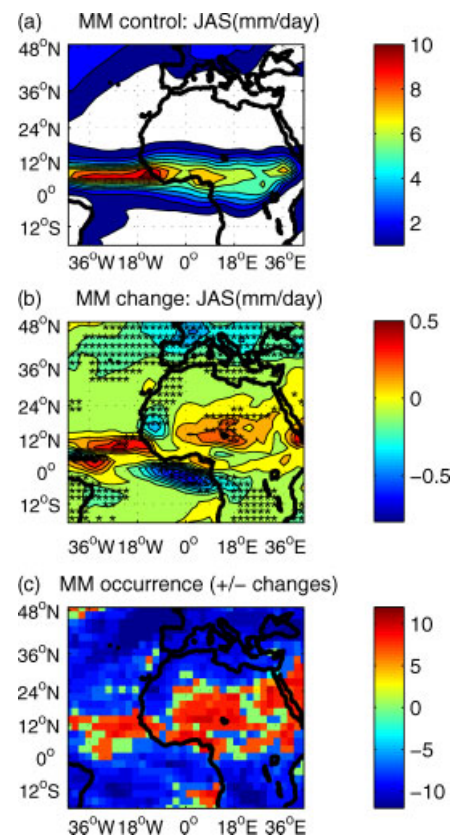 (a) MM control: JAS(mm/day)
48°N
36°N
24°N
12°N
0°
12°S
36°W 18°W 0° 18°E 36°E
10
8
6
4
2
(b) MM change: JAS(mm/day)
48°N
36°N
24°N
12°N
0°
12°S
36°W 18°W 0° 18°E 36°E
0.5
0
−0.5
(c) MM occurrence (+/− changes)
48°N
36°N
24°N
12°N
0°
12°S
36°W 18°W 0° 18°E 36°E
10
5
0
−5
−10